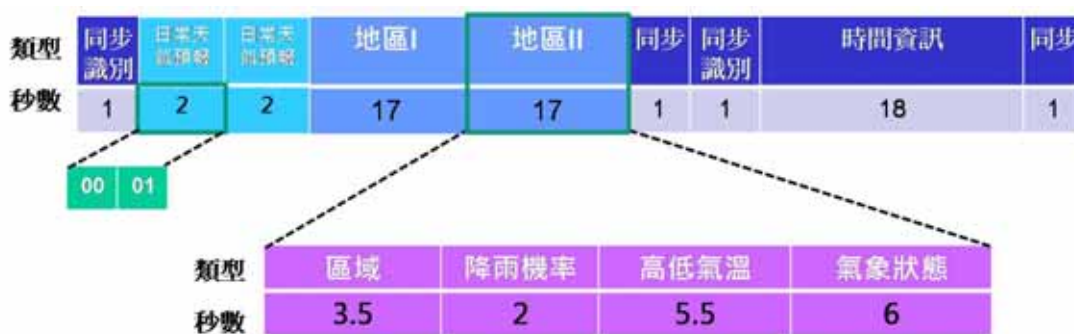 類型 同步識別 日常天氣預報 日常天氣預報 地區I 地區II 同步 同步識別 時間資訊 同步
秒數 1 2 2 17 17 1 1 18 1
00 01
類型 區域 降雨機率 高低氣溫 氣象狀態
秒數 3.5 2 5.5 6